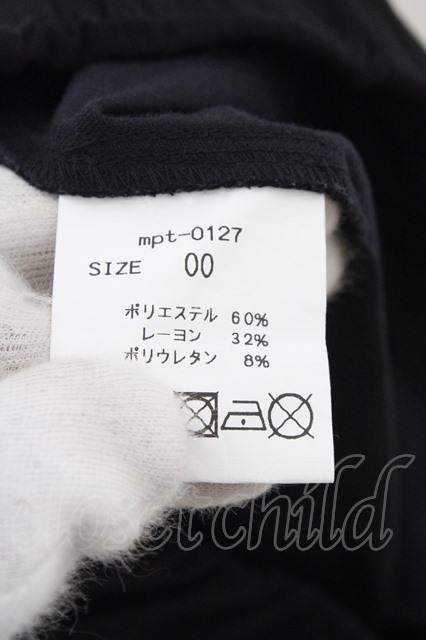 mpt-0127
SIZE 00
ポリエステル 60%
レーヨン 32%
ポリウレタン 8%
closetchild